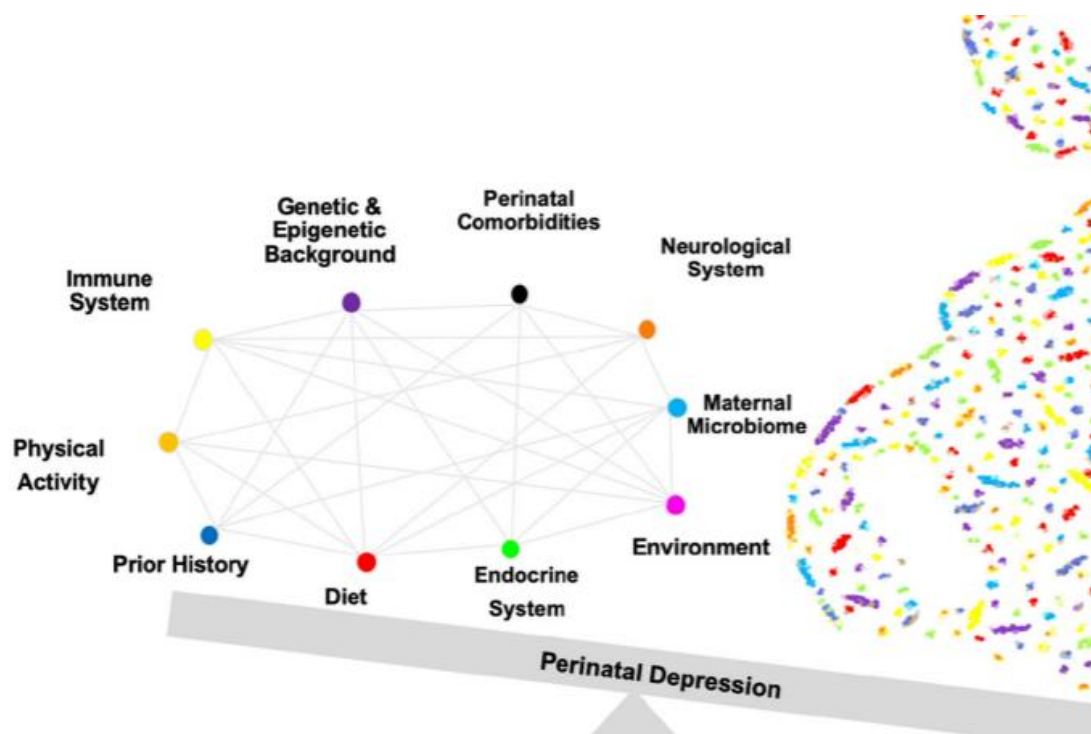 Genetic &
Epigenetic
Background
Perinatal
Comorbidities
Neurological
System
Immune
System
Maternal
Microbiome
Physical
Activity
Environment
Prior History
Diet
Endocrine
System
Perinatal Depression